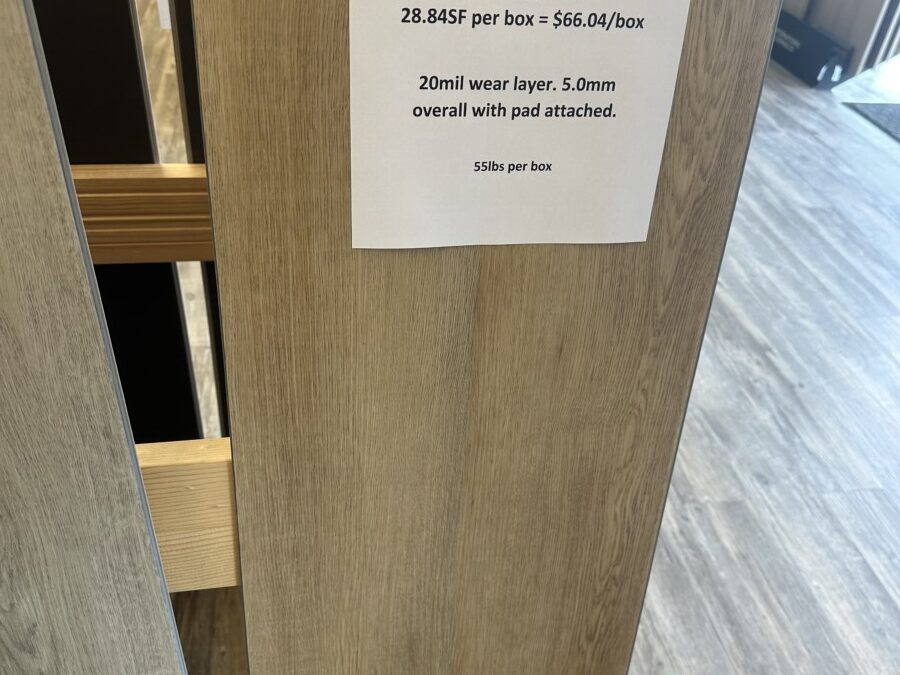 28.84SF per box = $66.04/box
20mil wear layer. 5.0mm
overall with pad attached.
55lbs per box